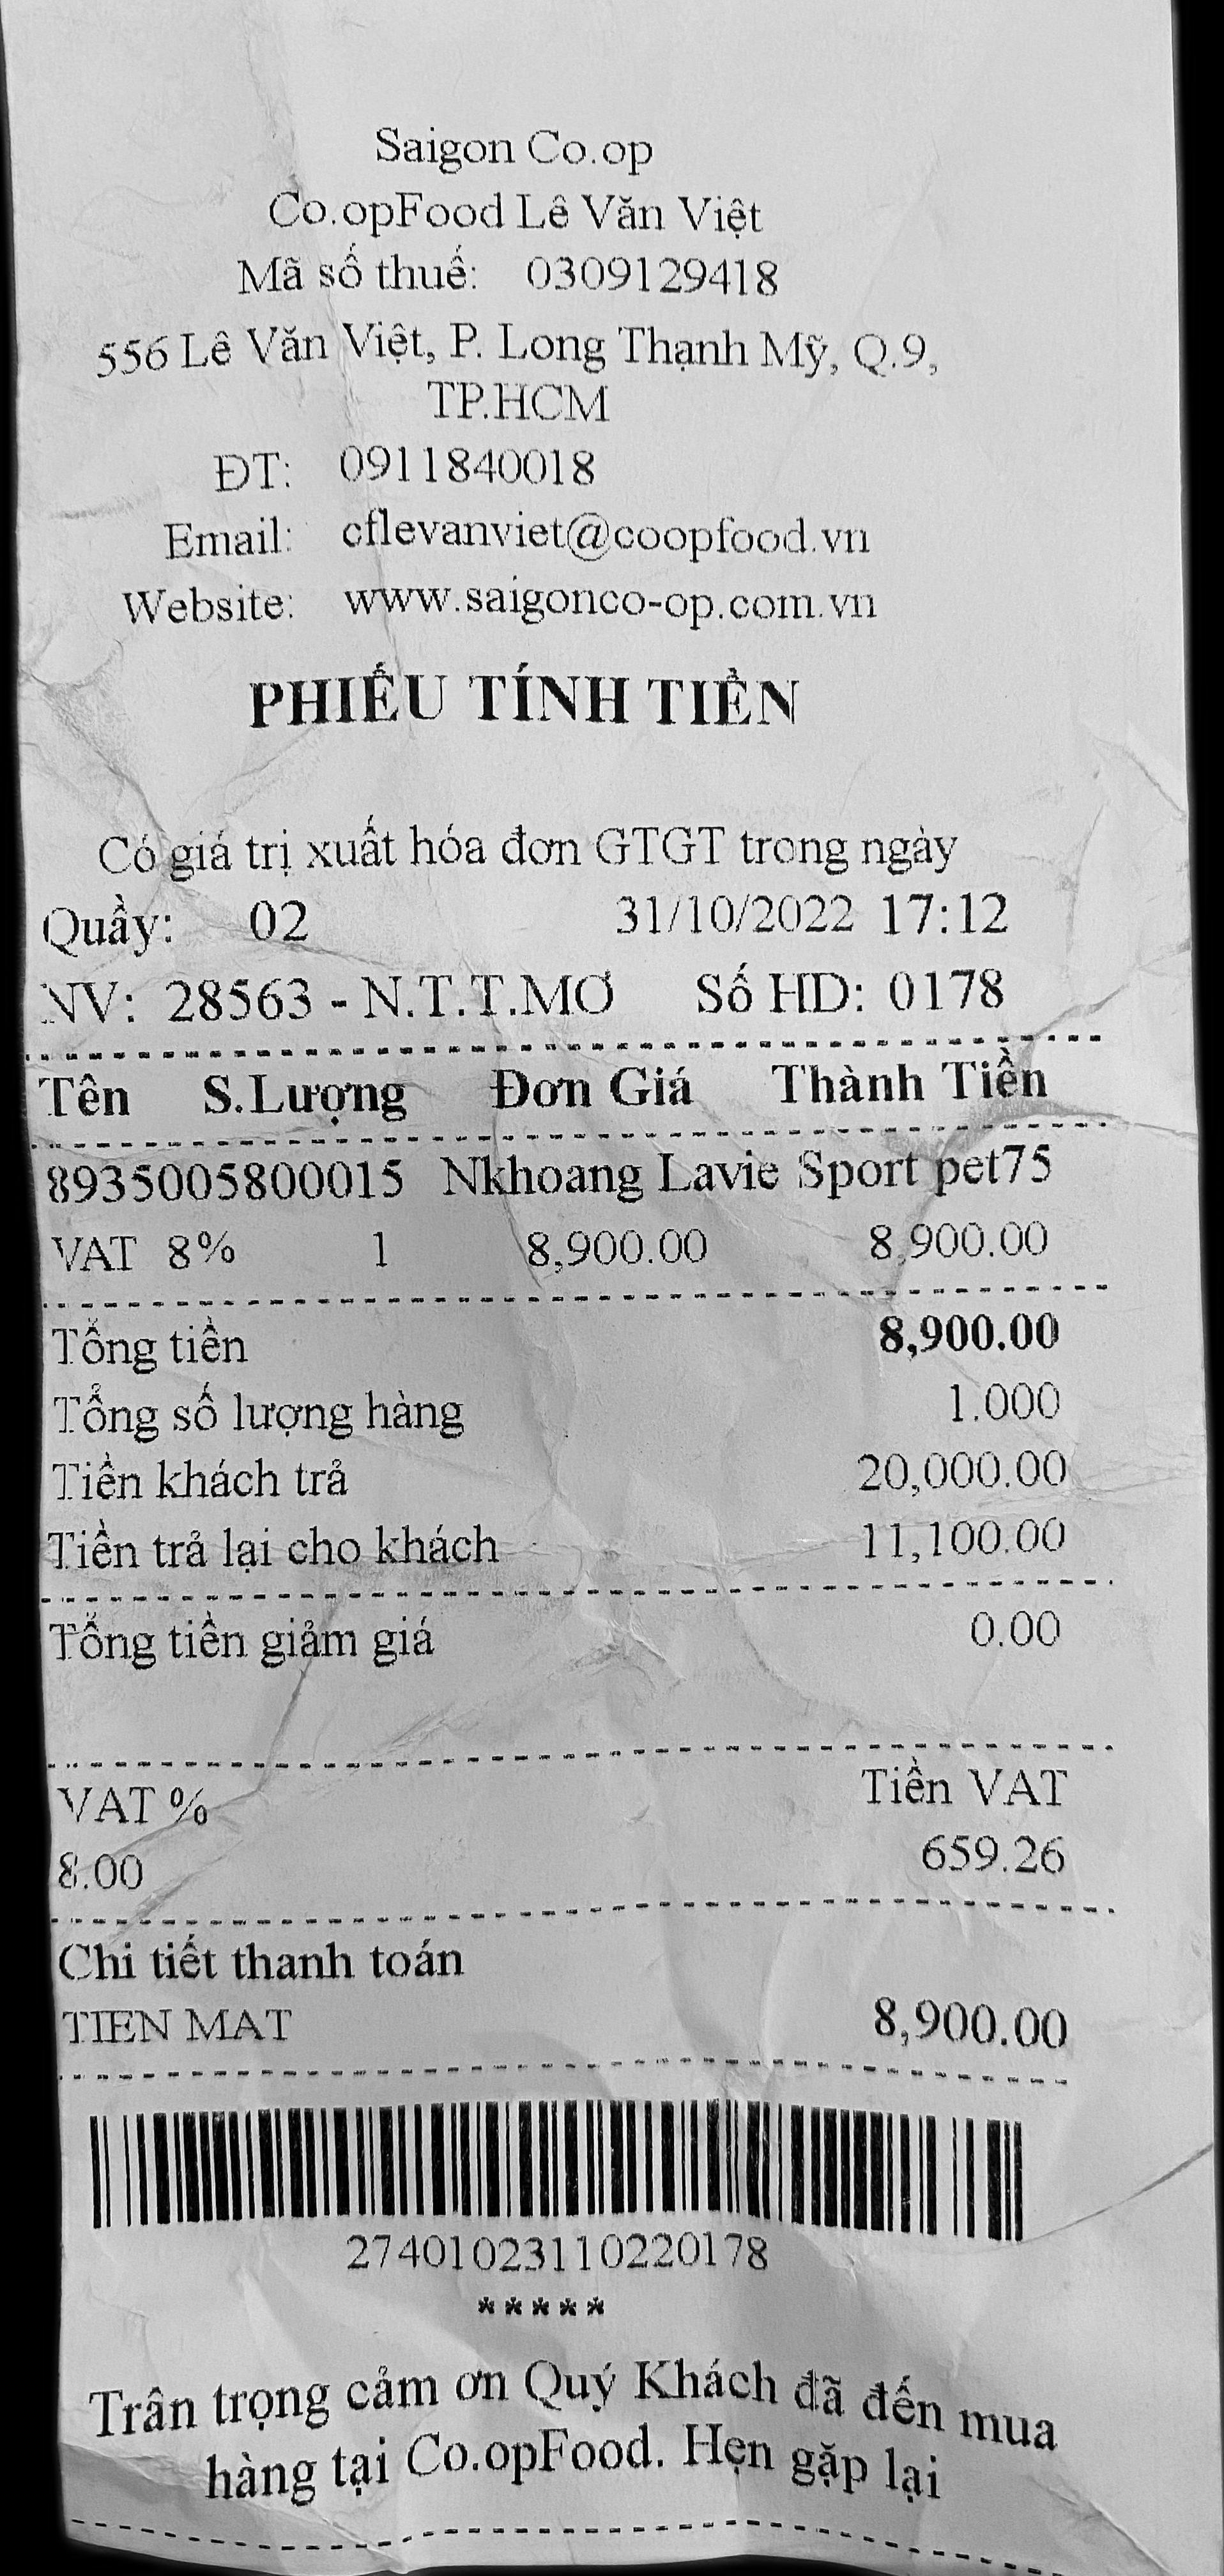 Saigon Co.op
Co.opFood Lê Văn Việt
Mã số thuế: 0309129418
556 Lê Văn Việt, P. Long Thạnh Mỹ, Q.9,
TP.HCM
ĐT: 0911840018
Email: cflevanviet@coopfood.vn
Website: www.saigonco-op.com.vn
PHIẾU TÍNH TIỀN
Có giá trị xuất hóa đơn GTGT trong ngày
Quầy: 02 31/10/2022 17:12
NV: 28563 - N.T.T.MƠ Số HD: 0178
Tên S.Lượng Đơn Giá Thành Tiền
8935005800015 Nkhoang Lavie Sport pet75
VAT 8% 1 8,900.00 8,900.00
Tổng tiền 8,900.00
Tổng số lượng hàng 1.000
Tiền khách trả 20,000.00
Tiền trả lại cho khách 11,100.00
Tổng tiền giảm giá 0.00
VAT % Tiền VAT
8.00 659.26
Chi tiết thanh toán
TIEN MAT 8,900.00
27401023110220178
*****
Trân trọng cảm ơn Quý Khách đã đến mua
hàng tại Co.opFood. Hẹn gặp lại